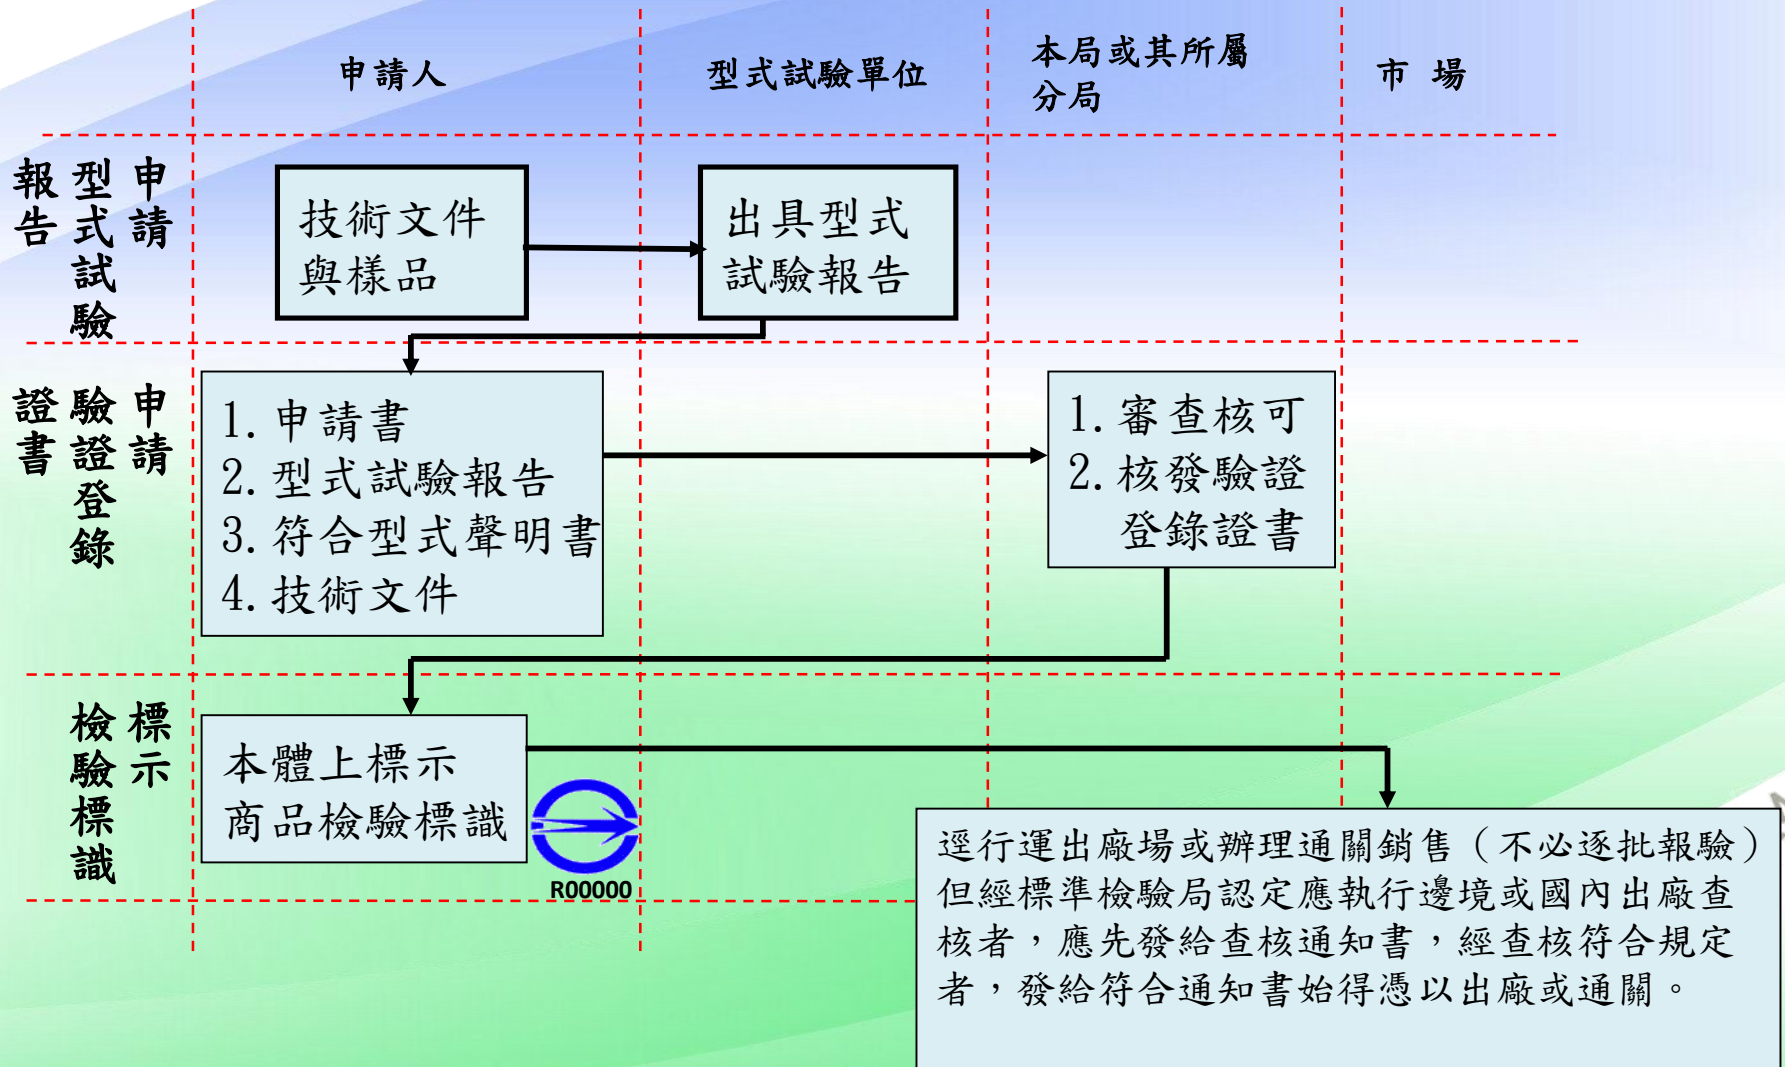 申請人
型式試驗單位
本局或其所屬
分局
市 場
申請
型式試驗
報告
技術文件
與樣品
出具型式
試驗報告
申請
驗證登錄
證書
1. 申請書
2. 型式試驗報告
3. 符合型式聲明書
4. 技術文件
1. 審查核可
2. 核發驗證
登錄證書
標示
檢驗標識
本體上標示
商品檢驗標識
R00000
逕行運出廠場或辦理通關銷售（不必逐批報驗）
但經標準檢驗局認定應執行邊境或國內出廠查
核者，應先發給查核通知書，經查核符合規定
者，發給符合通知書始得憑以出廠或通關。